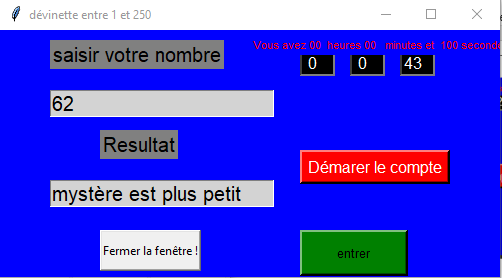 dévinette entre 1 et 250
Vous avez 00 heures 00 minutes et 100 seconde
saisir votre nombre
0 0 43
62
Resultat
Démarer le compte
mystère est plus petit
Fermer la fenêtre !
entrer